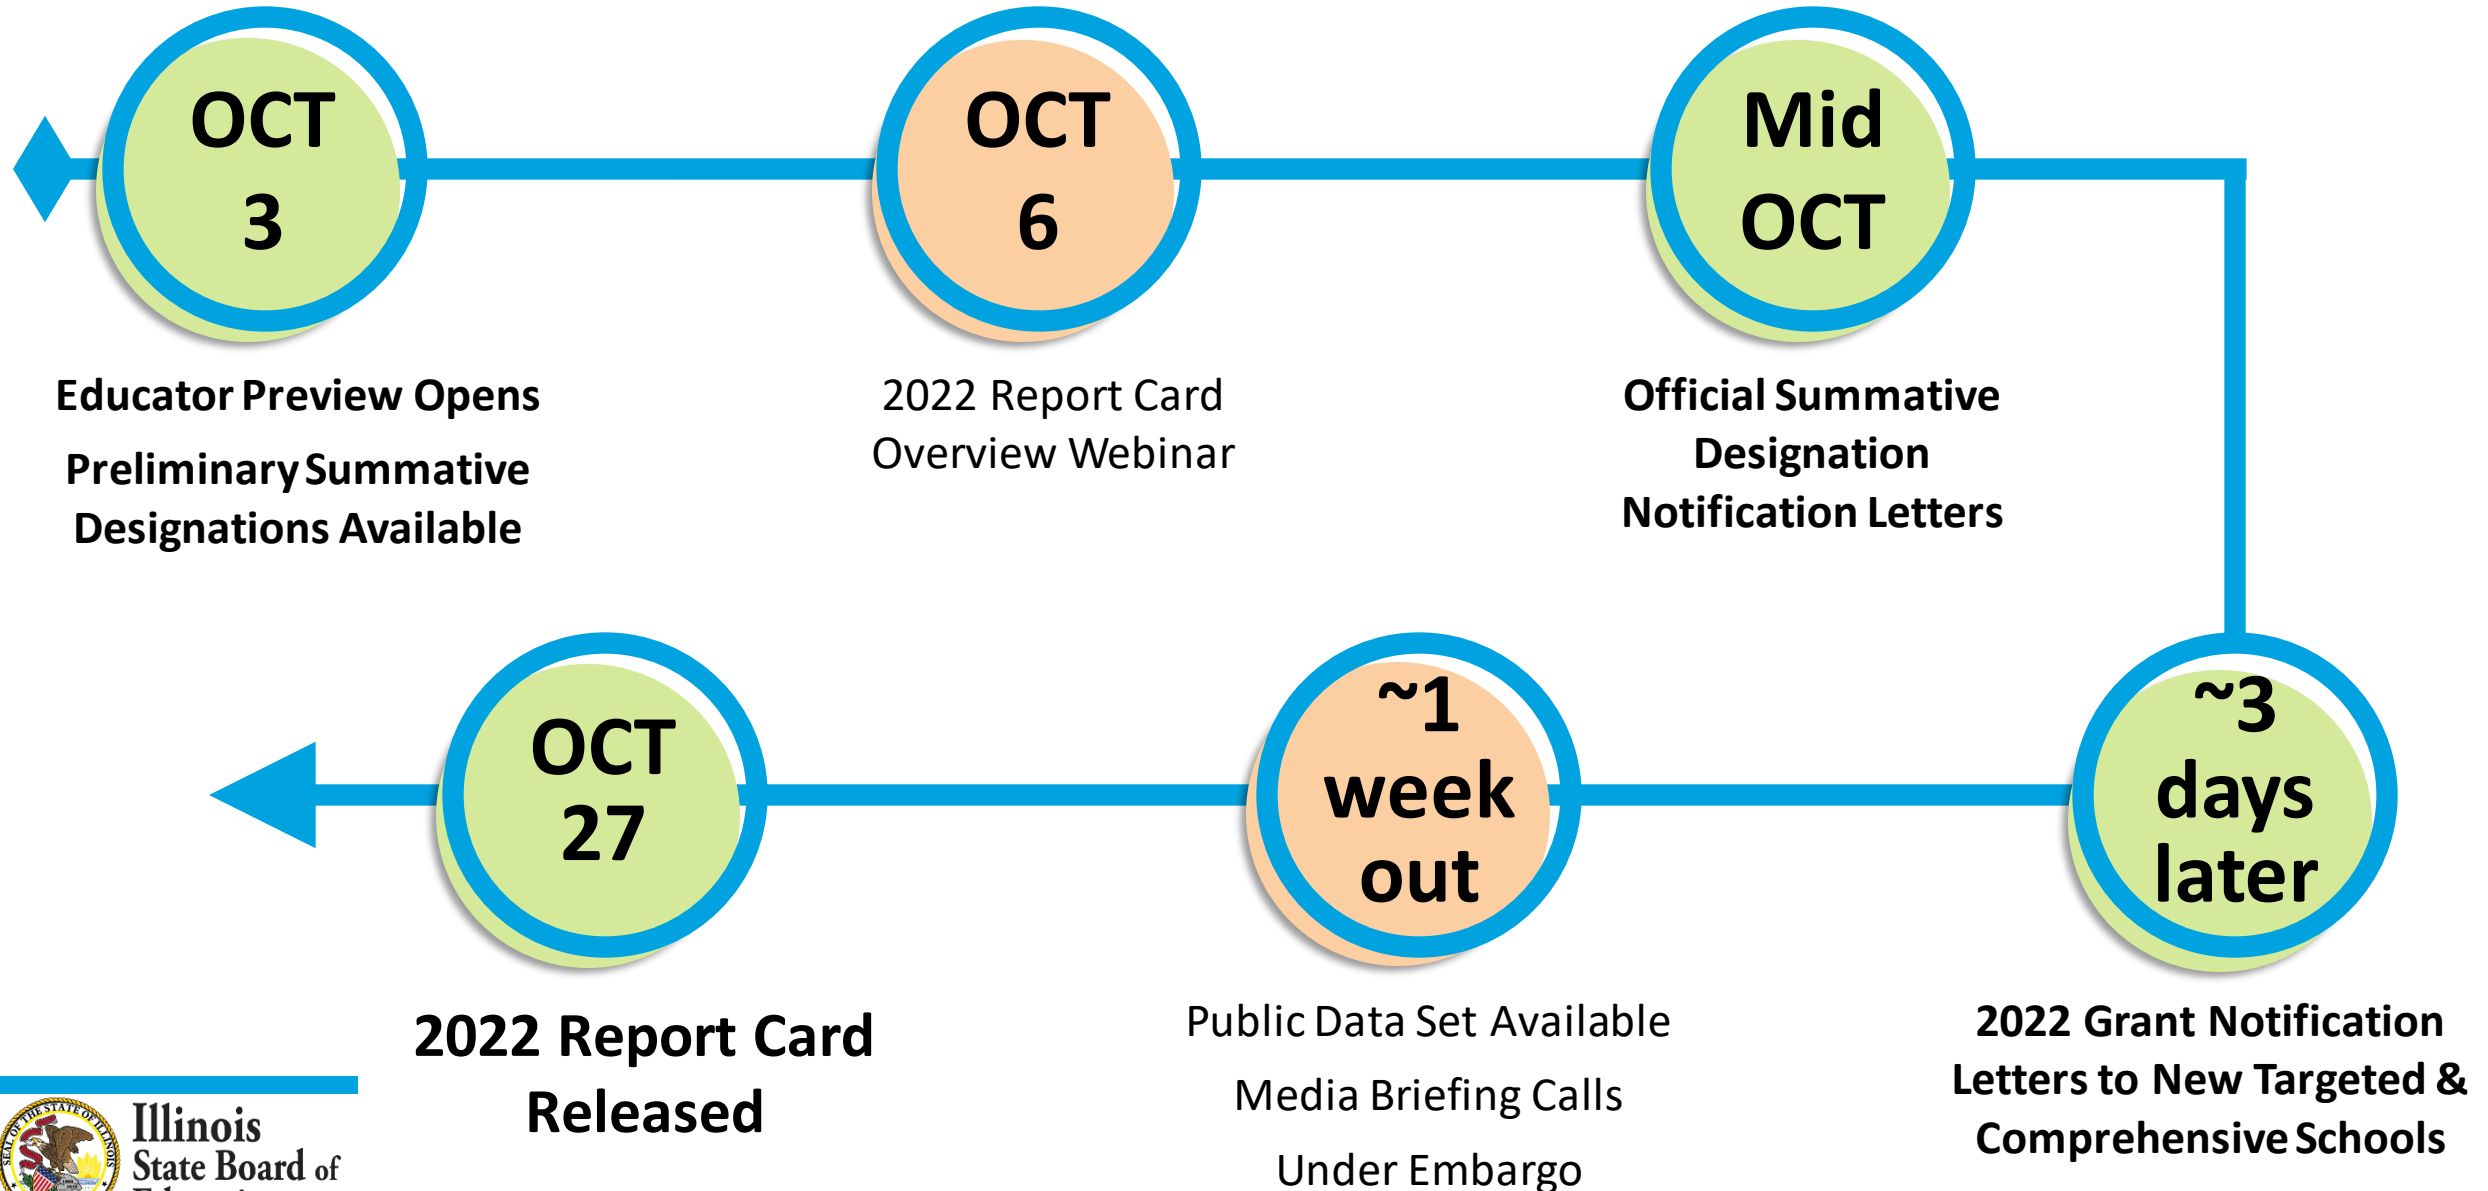 OCT
3
OCT
6
Mid
OCT
Educator Preview Opens
Preliminary Summative
Designations Available
2022 Report Card
Overview Webinar
Official Summative
Designation
Notification Letters
~3
days
later
~1
week
out
OCT
27
2022 Grant Notification
Letters to New Targeted &
Comprehensive Schools
Public Data Set Available
Media Briefing Calls
Under Embargo
2022 Report Card
Released
Illinois
State Board of